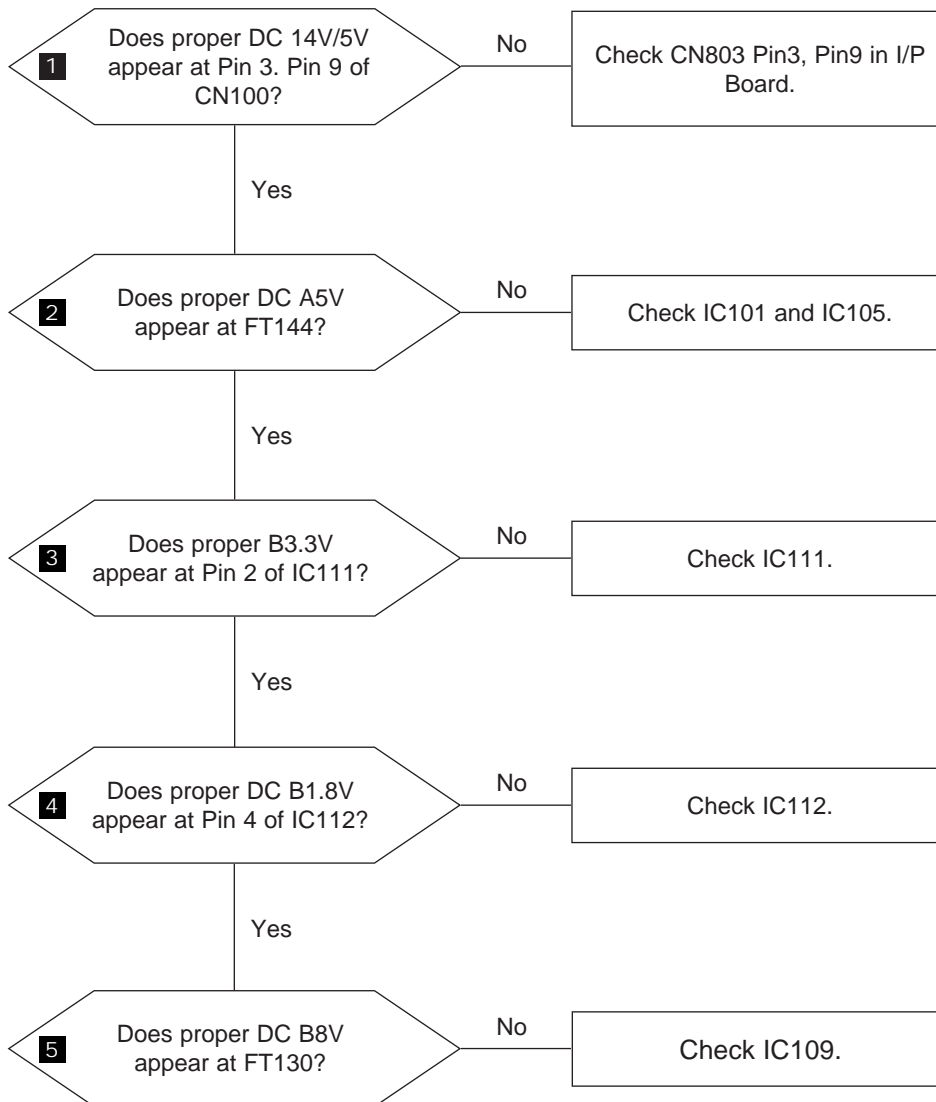 Does proper DC 14V/5V
appear at Pin 3. Pin 9 of
CN100?
1
No
Check CN803 Pin3, Pin9 in I/P
Board.
Yes
Does proper DC A5V
appear at FT144?
2
No
Check IC101 and IC105.
Yes
Does proper B3.3V
appear at Pin 2 of IC111?
3
No
Check IC111.
Yes
Does proper DC B1.8V
appear at Pin 4 of IC112?
4
No
Check IC112.
Yes
Does proper DC B8V
appear at FT130?
5
No
Check IC109.